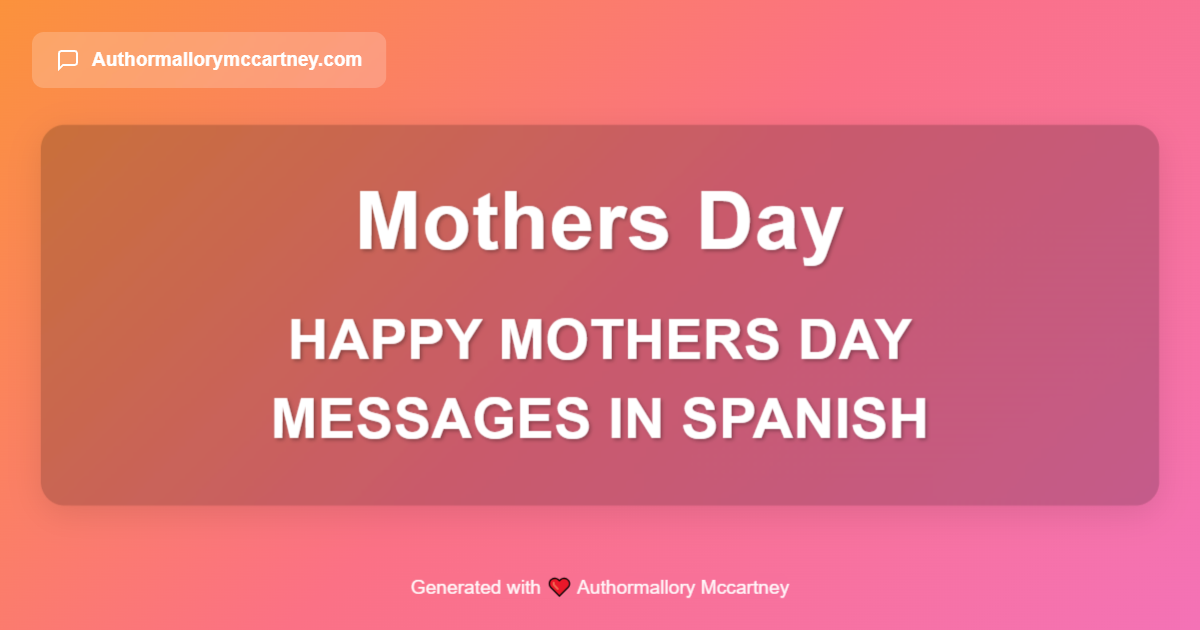 Authormallorymccartney.com
Mothers Day
HAPPY MOTHERS DAY
MESSAGES IN SPANISH
Generated with ❤️ Authormallory Mccartney